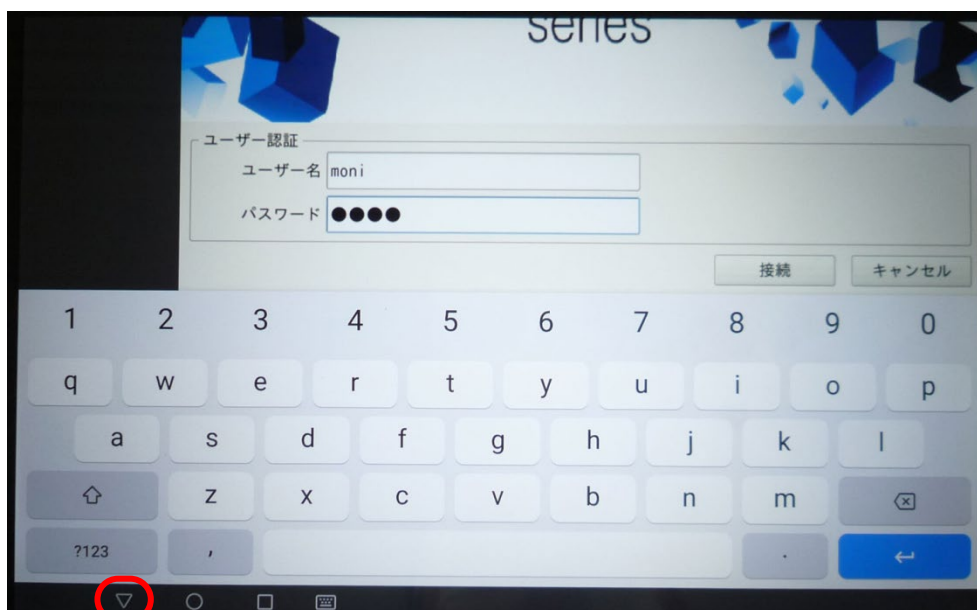 series
ユーザー認証
ユーザー名 moni
パスワード ●●●●
接続 キャンセル
1 2 3 4 5 6 7 8 9 0
q w e r t y u i o p
a s d f g h j k l
z x c v b n m
?123 , .